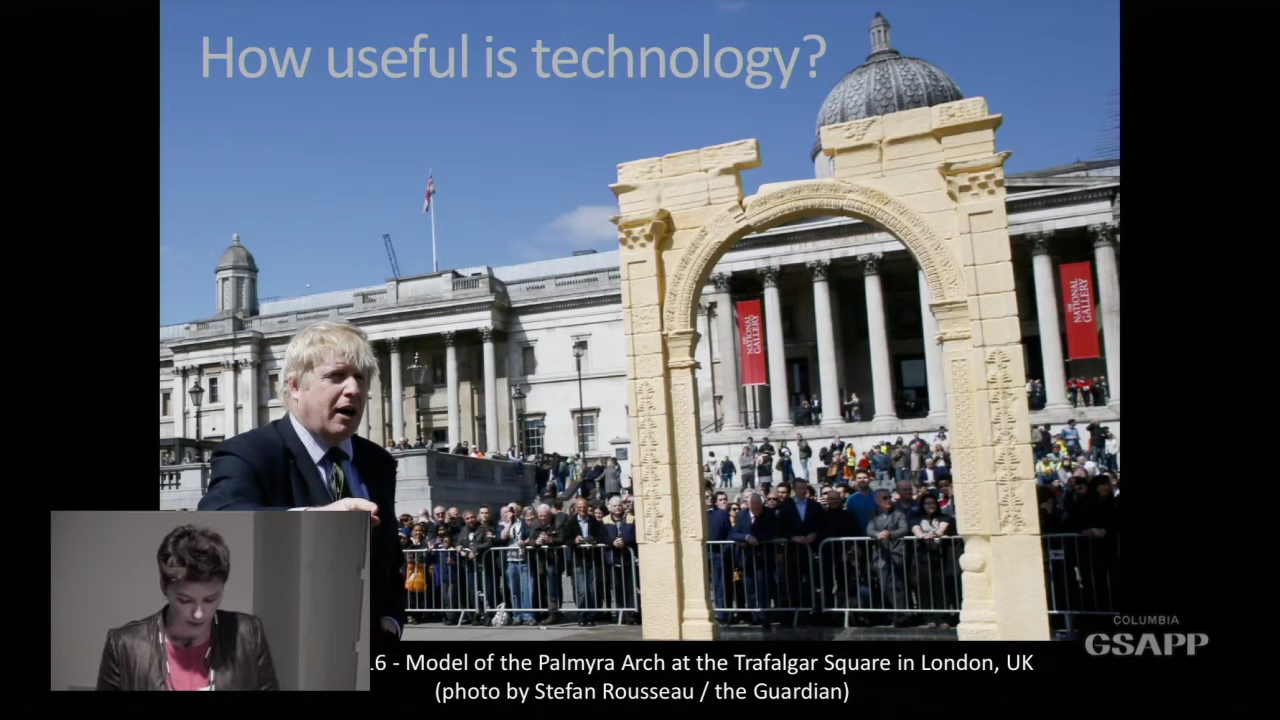 How useful is technology?
THE
NATIONAL
GALLERY
THE
NATIONAL
GALLERY
COLUMBIA
GSAPP
16 - Model of the Palmyra Arch at the Trafalgar Square in London, UK
(photo by Stefan Rousseau / the Guardian)